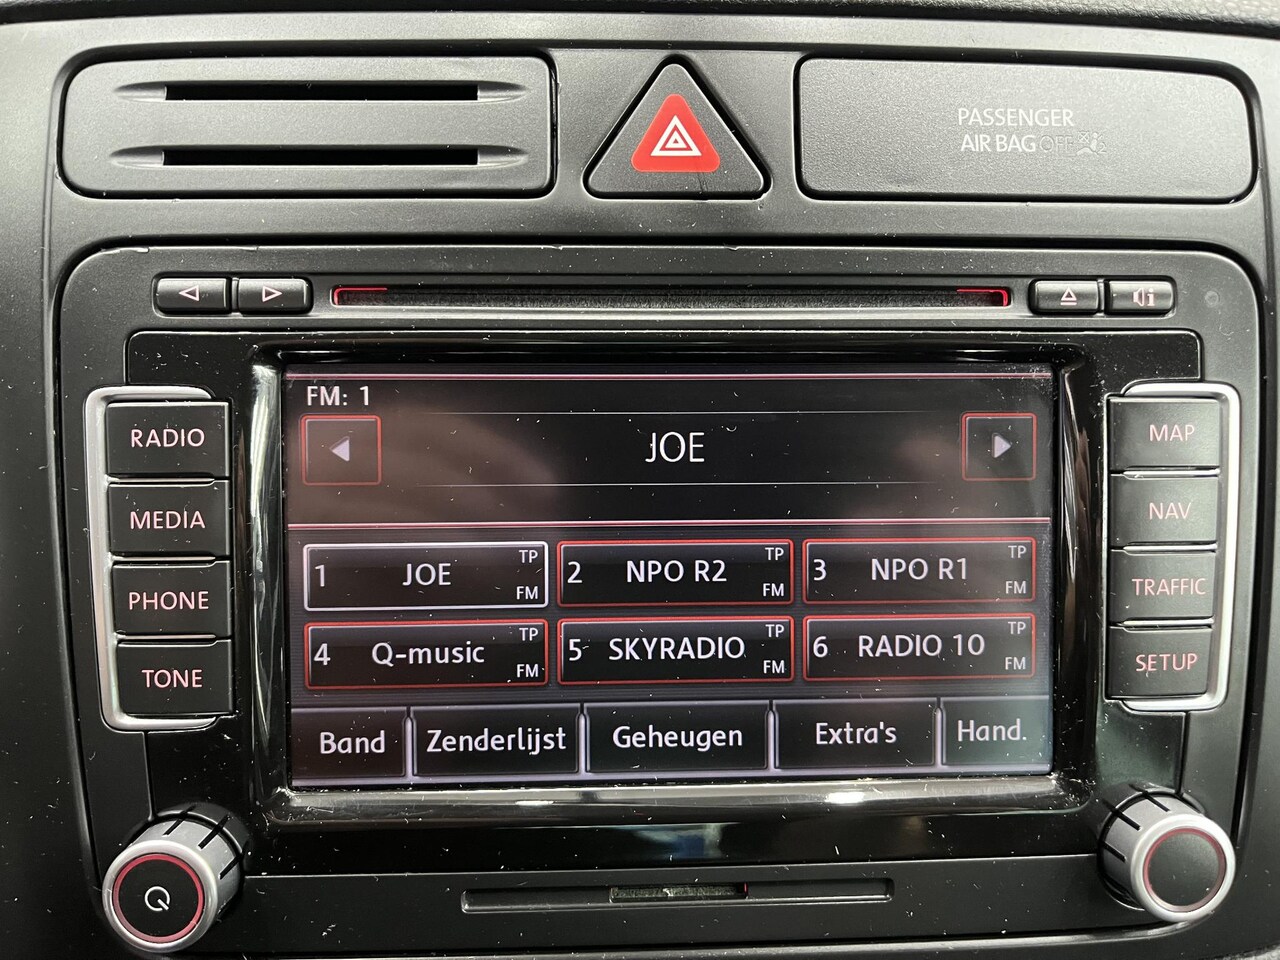 PASSENGER
AIR BAG OFF
FM: 1
JOE
RADIO
MEDIA
PHONE
TONE
1 JOE TP FM
2 NPO R2 TP FM
3 NPO R1 TP FM
4 Q-music TP FM
5 SKYRADIO TP FM
6 RADIO 10 TP FM
Band
Zenderlijst
Geheugen
Extra's
Hand.
MAP
NAV
TRAFFIC
SETUP